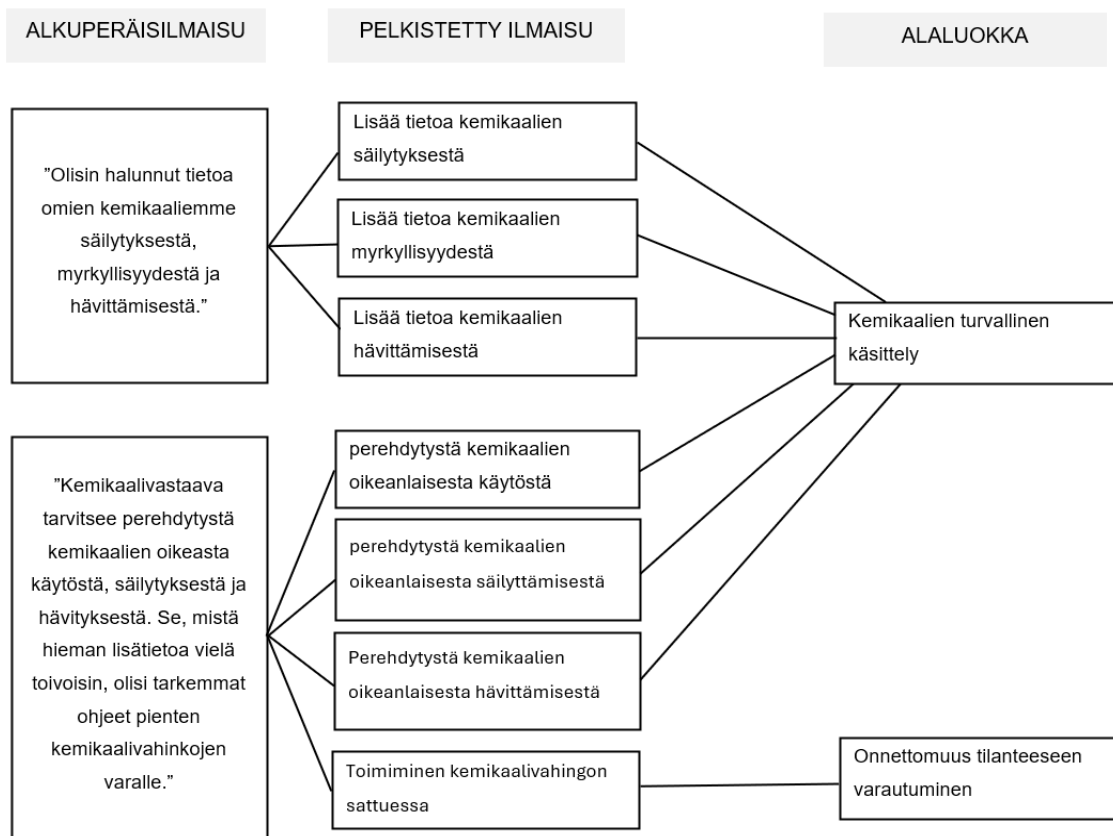 ALKUPERÄISILMAISU
PELKISTETTY ILMAISU
ALALUOKKA
”Olisin halunnut tietoa
omien kemikaaliemme
säilytyksestä,
myrkyllisyydestä ja
hävittämisestä.”
Lisää tietoa kemikaalien
säilytyksestä
Lisää tietoa kemikaalien
myrkyllisyydestä
Lisää tietoa kemikaalien
hävittämisestä
Kemikaalien turvallinen
käsittely
”Kemikaalivastaava
tarvitsee perehdytystä
kemikaalien oikeasta
käytöstä, säilytyksestä ja
hävityksestä. Se, mistä
hieman lisätietoa vielä
toivoisin, olisi tarkemmat
ohjeet pienten
kemikaalivahinkojen
varalle.”
perehdytystä kemikaalien
oikeanlaisesta käytöstä
perehdytystä kemikaalien
oikeanlaisesta säilyttämisestä
Perehdytystä kemikaalien
oikeanlaisesta hävittämisestä
Toimiminen kemikaalivahingon
sattuessa
Onnettomuus tilanteeseen
varautuminen